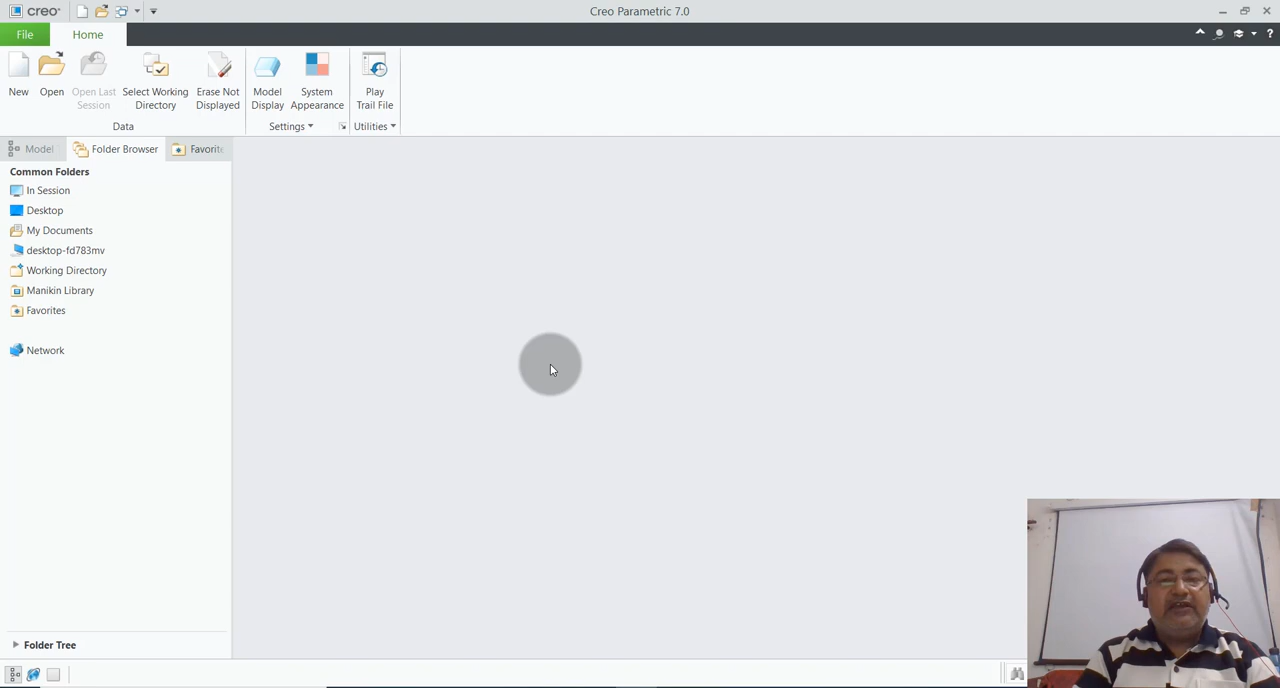 creo
Creo Parametric 7.0
File
Home
New
Open
Open Last
Session
Select Working
Directory
Erase Not
Displayed
Model
Display
System
Appearance
Play
Trail File
Data
Settings
Utilities
Model
Folder Browser
Favorit
Common Folders
In Session
Desktop
My Documents
desktop-fd783mv
Working Directory
Manikin Library
Favorites
Network
Folder Tree